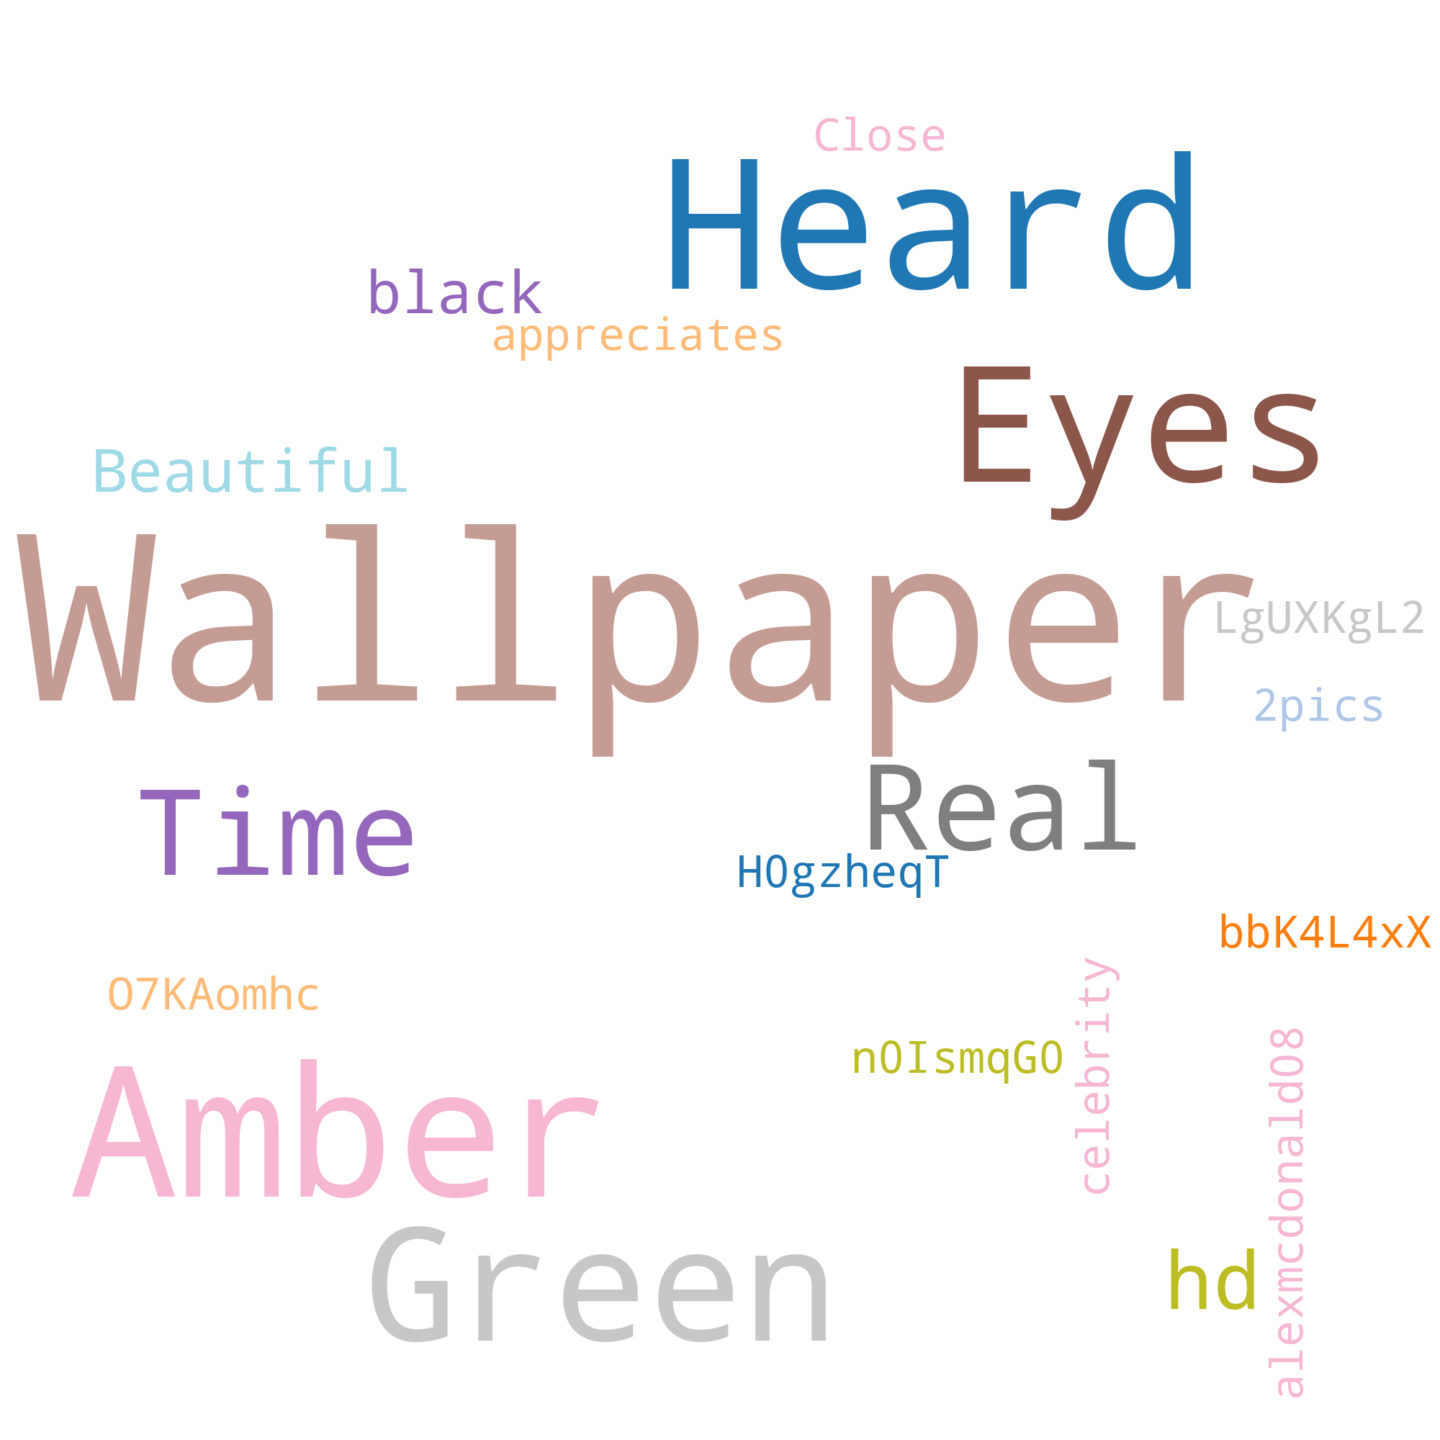 Close
Heard
black
appreciates
Eyes
Beautiful
Wallpaper
LgUXKgL2
2pics
Time
Real
H0gzheqT
bbK4L4xX
celebrity
O7KAomhc
alexmcdonald08
n0IsmqG0
Amber
Green
hd